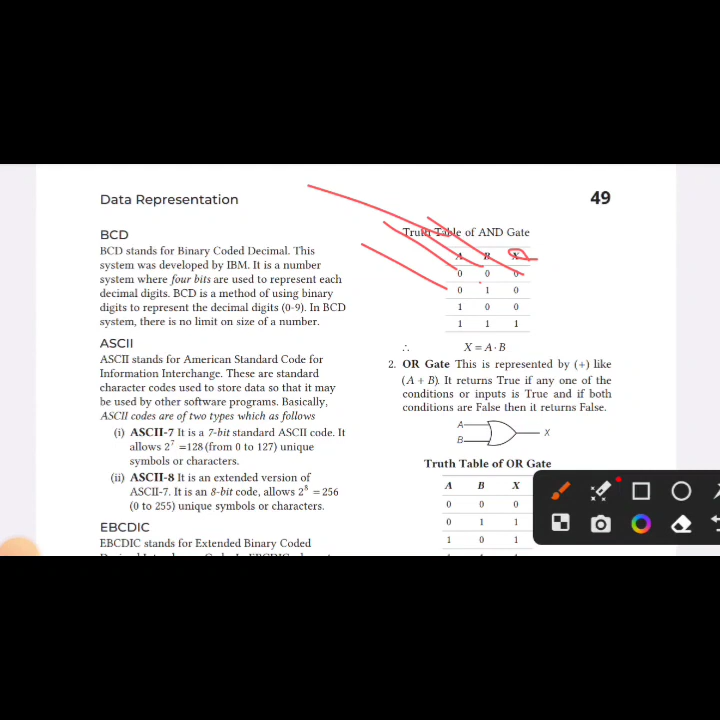 Data Representation
49
BCD
BCD stands for Binary Coded Decimal. This
system was developed by IBM. It is a number
system where four bits are used to represent each
decimal digits. BCD is a method of using binary
digits to represent the decimal digits (0-9). In BCD
system, there is no limit on size of a number.
ASCII
ASCII stands for American Standard Code for
Information Interchange. These are standard
character codes used to store data so that it may
be used by other software programs. Basically,
ASCII codes are of two types which as follows
(i) ASCII-7 It is a 7-bit standard ASCII code. It
allows 2⁷ =128 (from 0 to 127) unique
symbols or characters.
(ii) ASCII-8 It is an extended version of
ASCII-7. It is an 8-bit code, allows 2⁸ = 256
(0 to 255) unique symbols or characters.
EBCDIC
EBCDIC stands for Extended Binary Coded
Truth Table of AND Gate
A B X
0 0 0
0 1 0
1 0 0
1 1 1
∴ X = A · B
2. OR Gate This is represented by (+) like
(A + B). It returns True if any one of the
conditions or inputs is True and if both
conditions are False then it returns False.
A
B
X
Truth Table of OR Gate
A B X
0 0 0
0 1 1
1 0 1